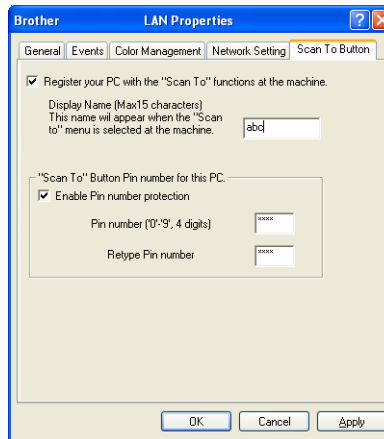 Brother LAN Properties
General Events Color Management Network Setting Scan To Button
Register your PC with the "Scan To" functions at the machine.
Display Name (Max15 characters)
This name wil appear when the "Scan
to" menu is selected at the machine.
abc
"Scan To" Button Pin number for this PC.
Enable Pin number protection
Pin number ('0'-'9', 4 digits)
xxxx
Retype Pin number
xxxx
OK Cancel Apply